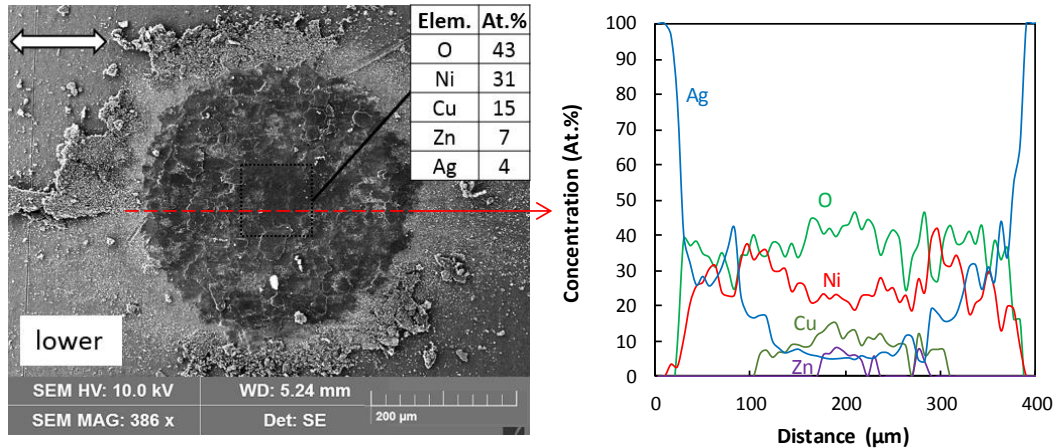 Elem. At.%
O 43
Ni 31
Cu 15
Zn 7
Ag 4
lower
SEM HV: 10.0 kV WD: 5.24 mm
SEM MAG: 386 x Det: SE
200 μm
Concentration (At.%)
100
90
80
70
60
50
40
30
20
10
0
Ag
O
Ni
Cu
Zn
0 100 200 300 400
Distance (μm)